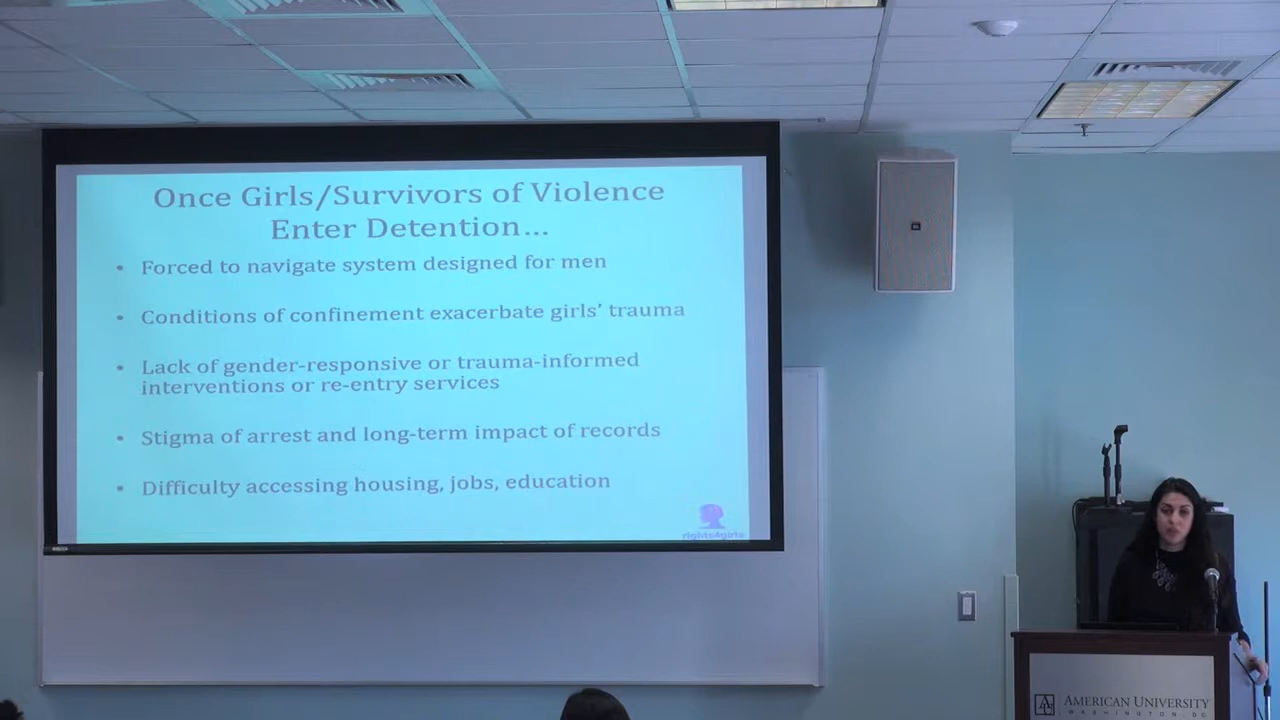 Once Girls/Survivors of Violence
Enter Detention...
• Forced to navigate system designed for men
• Conditions of confinement exacerbate girls' trauma
• Lack of gender-responsive or trauma-informed
interventions or re-entry services
• Stigma of arrest and long-term impact of records
• Difficulty accessing housing, jobs, education
rights4girls
AMERICAN UNIVERSITY
WASHINGTON, DC